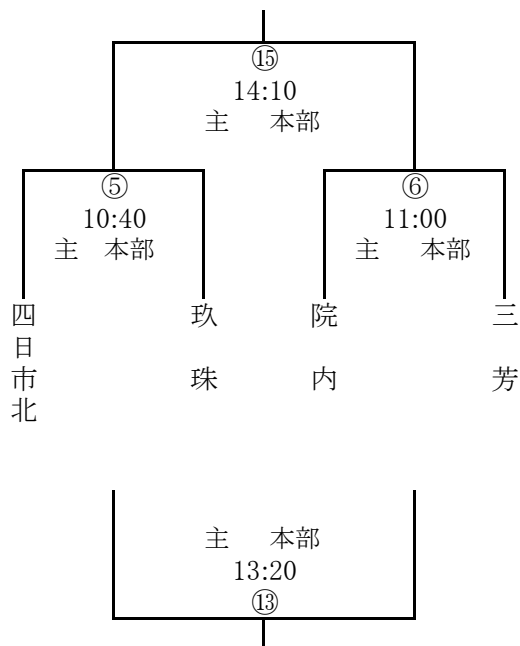 ⑮
14:10
主 本部
⑤
10:40
主 本部
⑥
11:00
主 本部
四日市北
玖珠
院内
三芳
主 本部
13:20
⑬